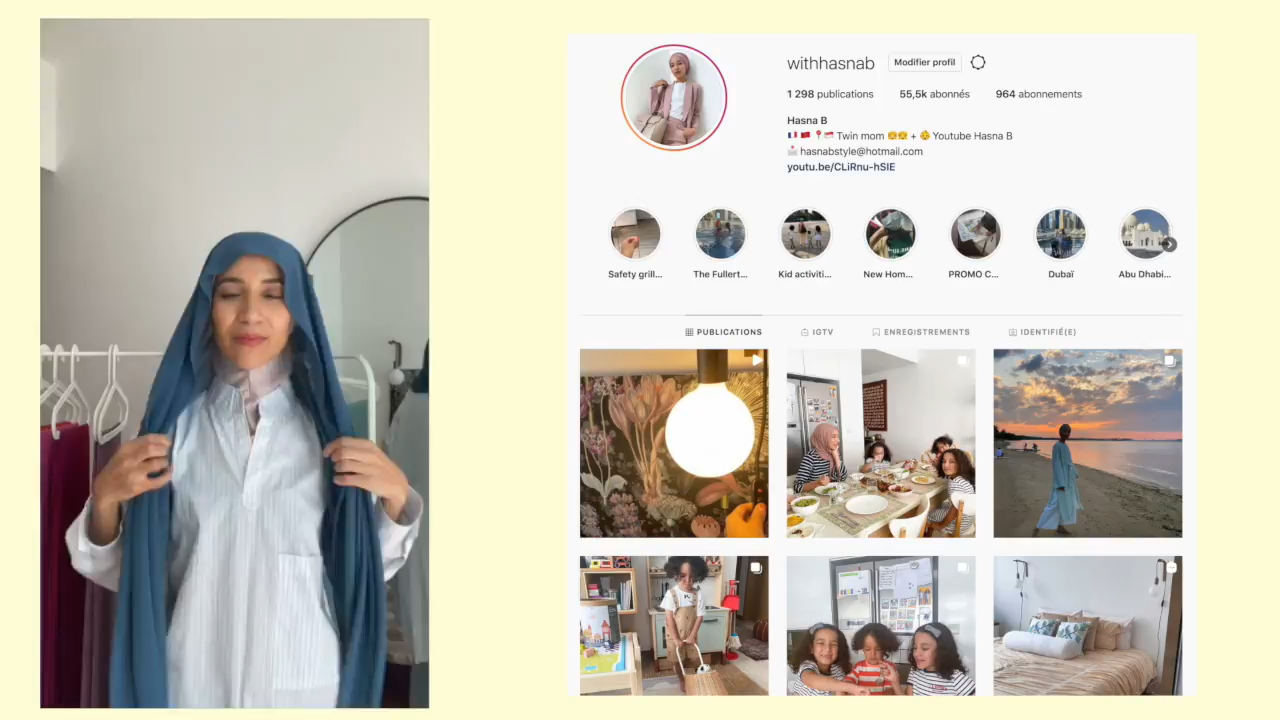 withhasnab Modifier profil
1 298 publications 55,5k abonnés 964 abonnements
Hasna B
Twin mom + Youtube Hasna B
hasnabstyle@hotmail.com
youtu.be/CLiRnu-hSIE
Safety grill... The Fullert... Kid activiti... New Hom... PROMO C... Dubaï Abu Dhabi...
PUBLICATIONS IGTV ENREGISTREMENTS IDENTIFIÉ(E)